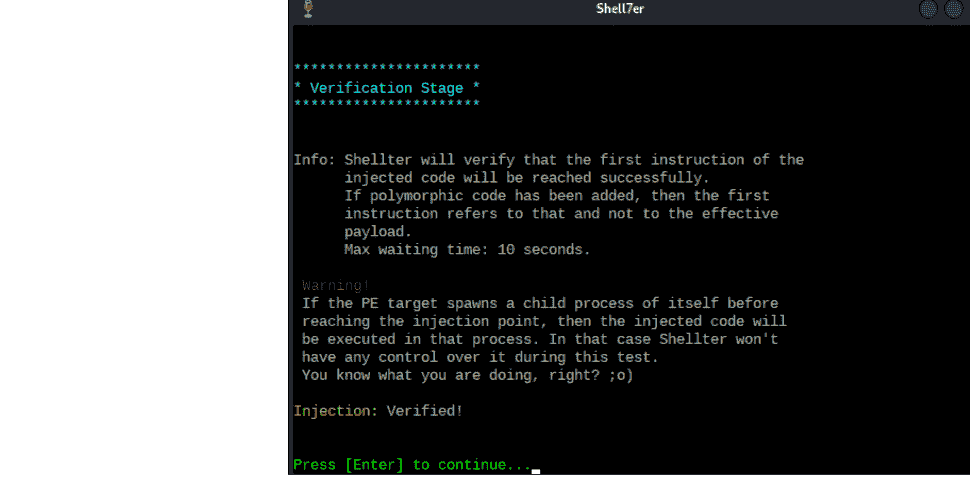 Shell7er
***********************
* Verification Stage *
***********************
Info: Shellter will verify that the first instruction of the
injected code will be reached successfully.
If polymorphic code has been added, then the first
instruction refers to that and not to the effective
payload.
Max waiting time: 10 seconds.
Warning!
If the PE target spawns a child process of itself before
reaching the injection point, then the injected code will
be executed in that process. In that case Shellter won't
have any control over it during this test.
You know what you are doing, right? ;o)
Injection: Verified!
Press [Enter] to continue...